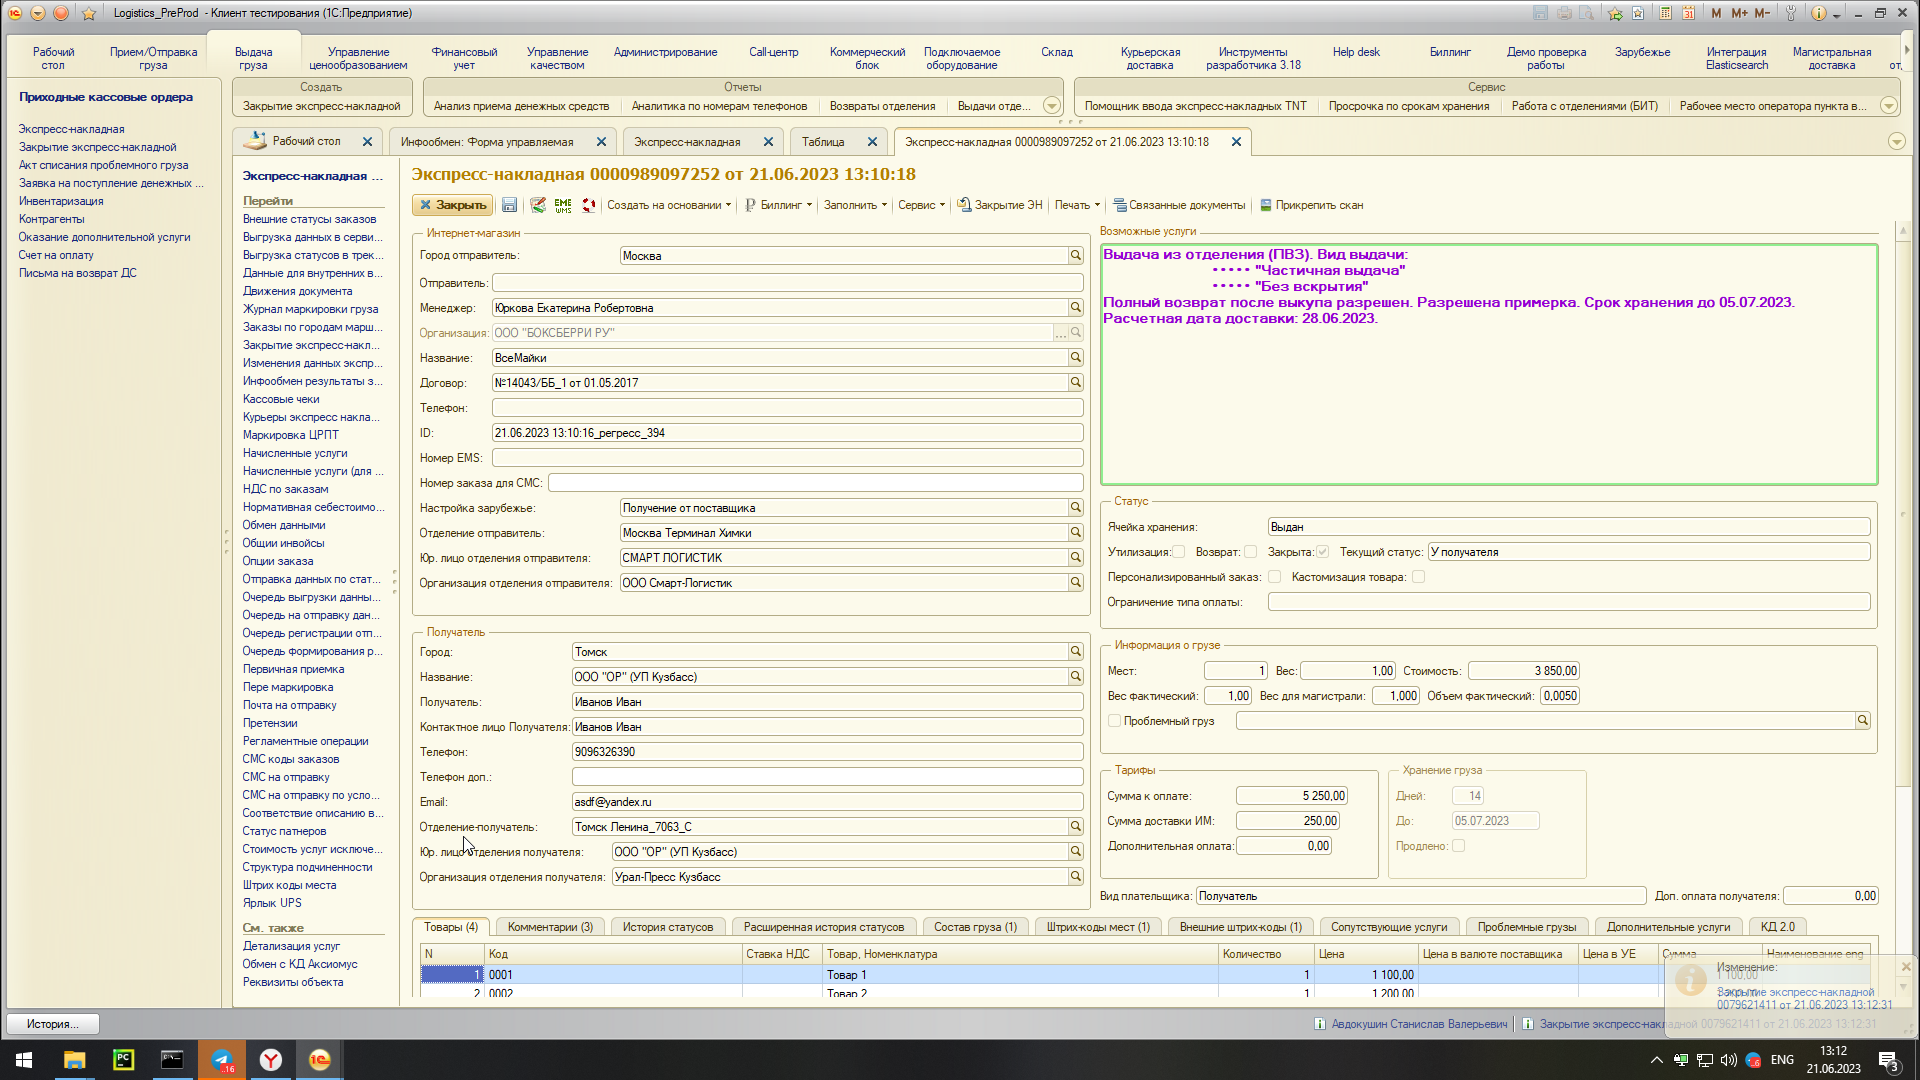 Logistics_PreProd - Клиент тестирования (1С:Предприятие)
M M+ M-
Рабочий стол
Прием/Отправка груза
Выдача груза
Управление ценообразованием
Финансовый учет
Управление качеством
Администрирование
Call-центр
Коммерческий блок
Подключаемое оборудование
Склад
Курьерская доставка
Инструменты разработчика 3.18
Help desk
Биллинг
Демо проверка работы
Зарубежье
Интеграция Elasticsearch
Магистральная доставка
от,
Создать
Закрытие экспресс-накладной
Отчеты
Анализ приема денежных средств
Аналитика по номерам телефонов
Возвраты отделения
Выдачи отде...
Сервис
Помощник ввода экспресс-накладных TNT
Просрочка по срокам хранения
Работа с отделениями (БИТ)
Рабочее место оператора пункта в...
Приходные кассовые ордера
Экспресс-накладная
Закрытие экспресс-накладной
Акт списания проблемного груза
Заявка на поступление денежных ...
Инвентаризация
Контрагенты
Оказание дополнительной услуги
Счет на оплату
Письма на возврат ДС
Рабочий стол
Инфообмен: Форма управляемая
Экспресс-накладная
Таблица
Экспресс-накладная 0000989097252 от 21.06.2023 13:10:18
Экспресс-накладная ...
Перейти
Внешние статусы заказов
Выгрузка данных в серви...
Выгрузка статусов в трек...
Данные для внутренних в...
Движения документа
Журнал маркировки груза
Заказы по городам марш...
Закрытие экспресс-накл...
Изменения данных экспр...
Инфообмен результаты з...
Кассовые чеки
Курьеры экспресс накла...
Маркировка ЦРПТ
Начисленные услуги
Начисленные услуги (для ...
НДС по заказам
Нормативная себестоимо...
Обмен данными
Общии инвойсы
Опции заказа
Отправка данных по стат...
Очередь выгрузки данны...
Очередь на отправку дан...
Очередь регистрации отп...
Очередь формирования р...
Первичная приемка
Пере маркировка
Почта на отправку
Претензии
Регламентные операции
СМС коды заказов
СМС на отправку
СМС на отправку по усло...
Соответствие описанию в...
Статус патнеров
Стоимость услуг исключе...
Структура подчиненности
Штрих коды места
Ярлык UPS
См. также
Детализация услуг
Обмен с КД Аксиомус
Реквизиты объекта
Экспресс-накладная 0000989097252 от 21.06.2023 13:10:18
Закрыть
EME WMS
Создать на основании
Биллинг
Заполнить
Сервис
Закрытие ЭН
Печать
Связанные документы
Прикрепить скан
Интернет-магазин
Город отправитель: Москва
Отправитель:
Менеджер: Юркова Екатерина Робертовна
Организация: ООО "БОКСБЕРРИ РУ"
Название: ВсеМайки
Договор: №14043/ББ_1 от 01.05.2017
Телефон:
ID: 21.06.2023 13:10:16_регресс_394
Номер EMS:
Номер заказа для СМС:
Настройка зарубежье: Получение от поставщика
Отделение отправитель: Москва Терминал Химки
Юр. лицо отделения отправителя: СМАРТ ЛОГИСТИК
Организация отделения отправителя: ООО Смарт-Логистик
Получатель
Город: Томск
Название: ООО "ОР" (УП Кузбасс)
Получатель: Иванов Иван
Контактное лицо Получателя: Иванов Иван
Телефон: 9096326390
Телефон доп.:
Email: asdf@yandex.ru
Отделение-получатель: Томск Ленина_7063_С
Юр. лицо отделения получателя: ООО "ОР" (УП Кузбасс)
Организация отделения получателя: Урал-Пресс Кузбасс
Возможные услуги
Выдача из отделения (ПВЗ). Вид выдачи:
• • • • • "Частичная выдача"
• • • • • "Без вскрытия"
Полный возврат после выкупа разрешен. Разрешена примерка. Срок хранения до 05.07.2023.
Расчетная дата доставки: 28.06.2023.
Статус
Ячейка хранения: Выдан
Утилизация: Возврат: Закрыта: Текущий статус: У получателя
Персонализированный заказ: Кастомизация товара:
Ограничение типа оплаты:
Информация о грузе
Мест: 1 Вес: 1,00 Стоимость: 3 850,00
Вес фактический: 1,00 Вес для магистрали: 1,000 Объем фактический: 0,0050
Проблемный груз
Тарифы
Сумма к оплате: 5 250,00
Сумма доставки ИМ: 250,00
Дополнительная оплата: 0,00
Хранение груза
Дней: 14
До: 05.07.2023
Продлено:
Вид плательщика: Получатель Доп. оплата получателя: 0,00
Товары (4)
Комментарии (3)
История статусов
Расширенная история статусов
Состав груза (1)
Штрих-коды мест (1)
Внешние штрих-коды (1)
Сопутствующие услуги
Проблемные грузы
Дополнительные услуги
КД 2.0
N Код Ставка НДС Товар, Номенклатура Количество Цена Цена в валюте поставщика Цена в УЕ Сумма Наименование eng
1 0001 Товар 1 1 1 100,00 1 100,00
2 0002 Товар 2 1 1 200,00
Изменение:
Закрытие экспресс-накладной
0079621411 от 21.06.2023 13:12:31
История...
Авдокушин Станислав Валерьевич
Закрытие экспресс-накладной 0079621411 от 21.06.2023 13:12:31
ENG
13:12
21.06.2023
3